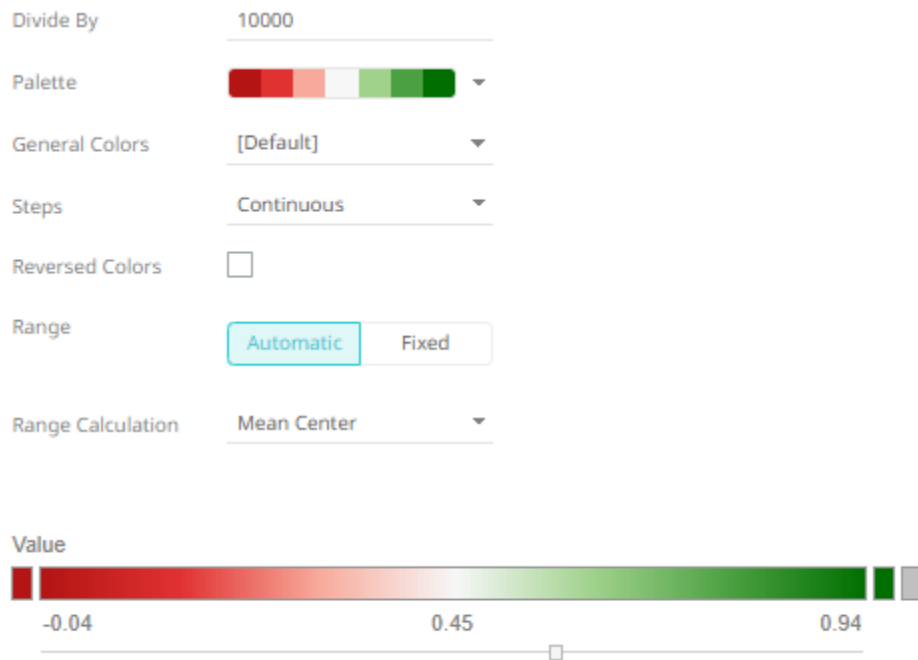 Divide By 10000
Palette
General Colors [Default]
Steps Continuous
Reversed Colors
Range Automatic Fixed
Range Calculation Mean Center
Value
-0.04 0.45 0.94